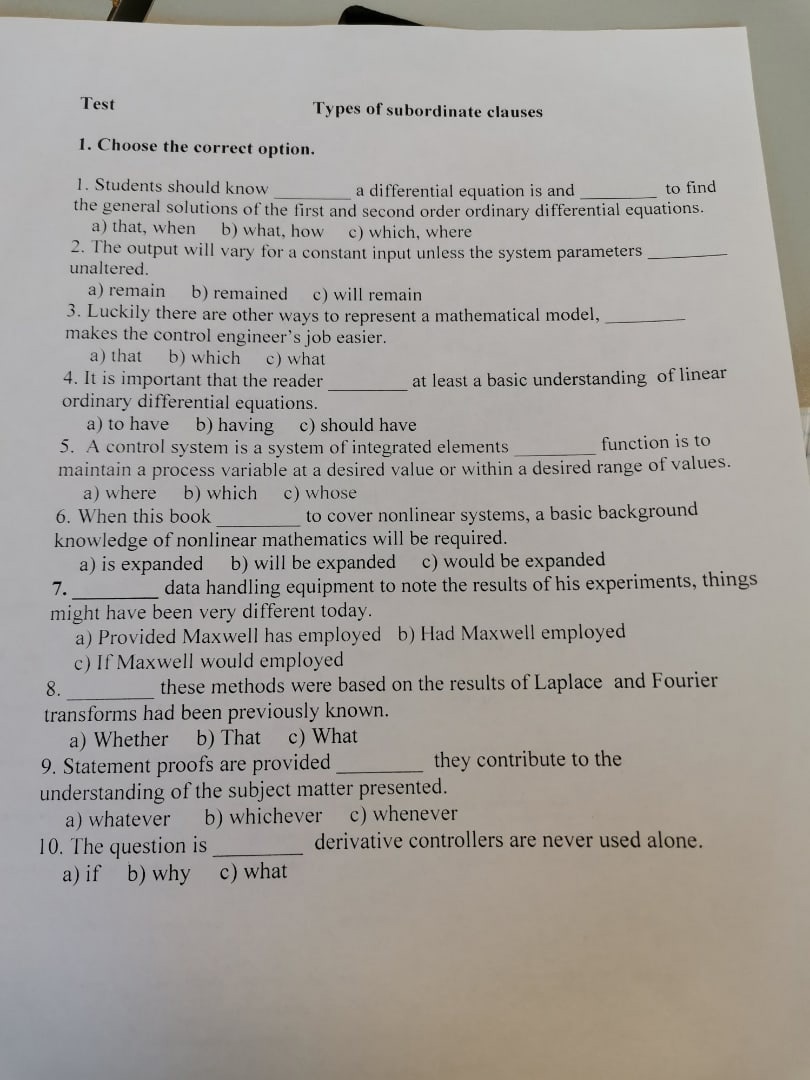 Test Types of subordinate clauses
1. Choose the correct option.
1. Students should know ________ a differential equation is and ________ to find
the general solutions of the first and second order ordinary differential equations.
a) that, when b) what, how c) which, where
2. The output will vary for a constant input unless the system parameters ________
unaltered.
a) remain b) remained c) will remain
3. Luckily there are other ways to represent a mathematical model, ________
makes the control engineer's job easier.
a) that b) which c) what
4. It is important that the reader ________ at least a basic understanding of linear
ordinary differential equations.
a) to have b) having c) should have
5. A control system is a system of integrated elements ________ function is to
maintain a process variable at a desired value or within a desired range of values.
a) where b) which c) whose
6. When this book ________ to cover nonlinear systems, a basic background
knowledge of nonlinear mathematics will be required.
a) is expanded b) will be expanded c) would be expanded
7. ________ data handling equipment to note the results of his experiments, things
might have been very different today.
a) Provided Maxwell has employed b) Had Maxwell employed
c) If Maxwell would employed
8. ________ these methods were based on the results of Laplace and Fourier
transforms had been previously known.
a) Whether b) That c) What
9. Statement proofs are provided ________ they contribute to the
understanding of the subject matter presented.
a) whatever b) whichever c) whenever
10. The question is ________ derivative controllers are never used alone.
a) if b) why c) what